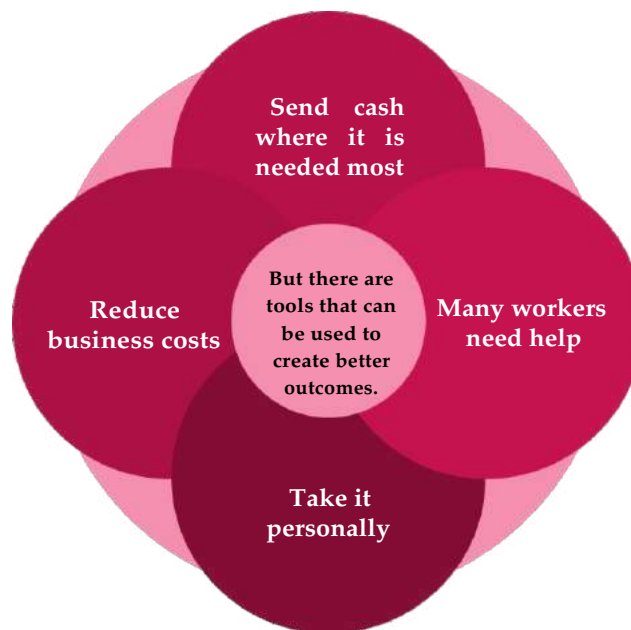 Send cash
where it is
needed most
Reduce
business costs
But there are
tools that can
be used to
create better
outcomes.
Many workers
need help
Take it
personally